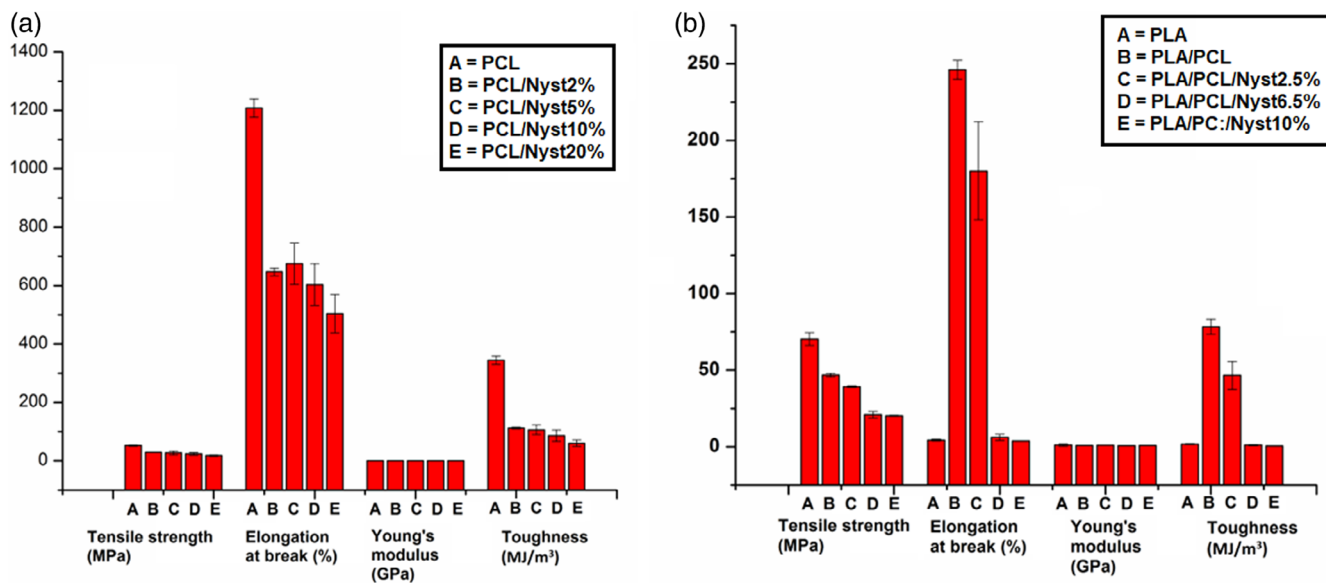 (a)
1400
1200
1000
800
600
400
200
0
A = PCL
B = PCL/Nyst2%
C = PCL/Nyst5%
D = PCL/Nyst10%
E = PCL/Nyst20%
A B C D E A B C D E A B C D E A B C D E
Tensile strength (MPa)
Elongation at break (%)
Young's modulus (GPa)
Toughness (MJ/m³)
(b)
250
200
150
100
50
0
A = PLA
B = PLA/PCL
C = PLA/PCL/Nyst2.5%
D = PLA/PCL/Nyst6.5%
E = PLA/PC:/Nyst10%
A B C D E A B C D E A B C D E A B C D E
Tensile strength (MPa)
Elongation at break (%)
Young's modulus (GPa)
Toughness (MJ/m³)